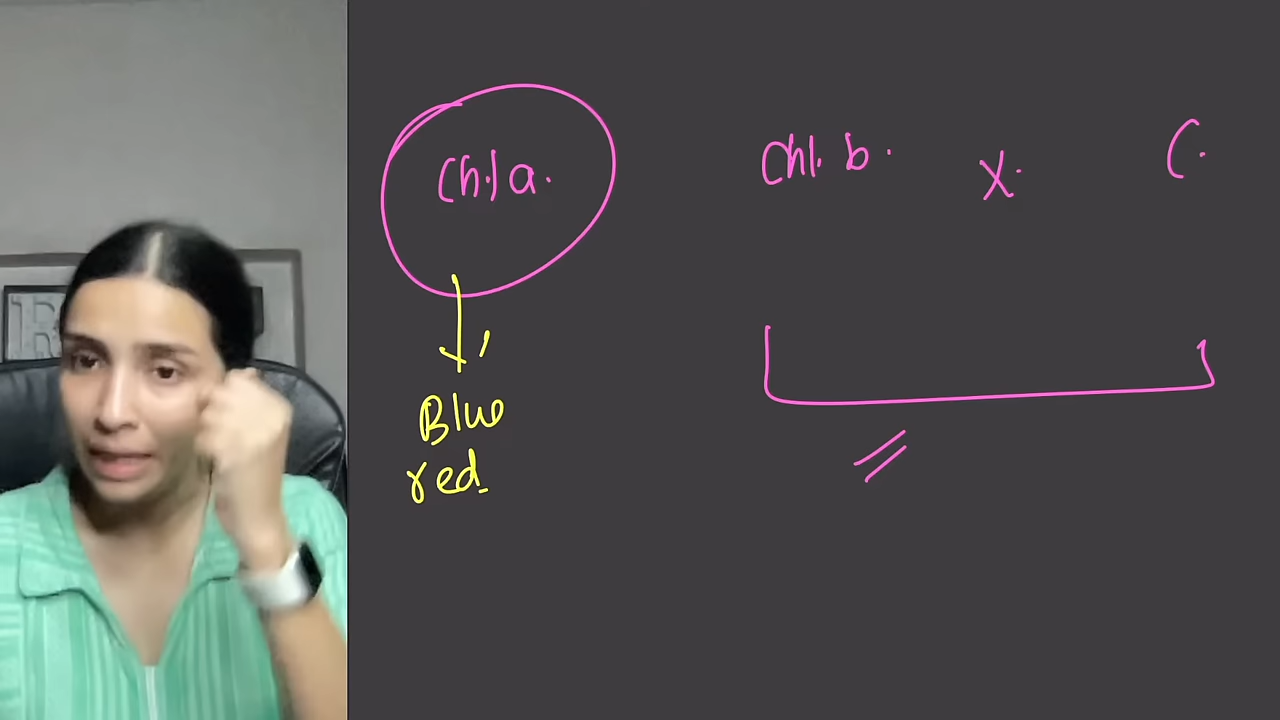 Chl a.
Chl. b.
X.
C.
Blue
red.